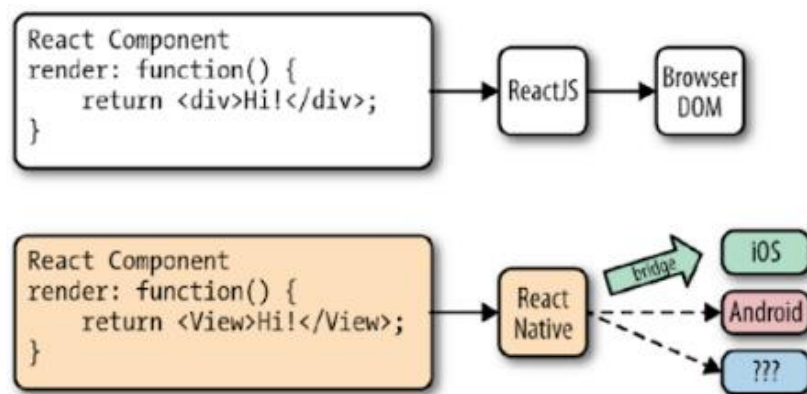 React Component
render: function() {
    return <div>Hi!</div>;
}
ReactJS
Browser
DOM
React Component
render: function() {
    return <View>Hi!</View>;
}
React
Native
bridge
iOS
Android
???